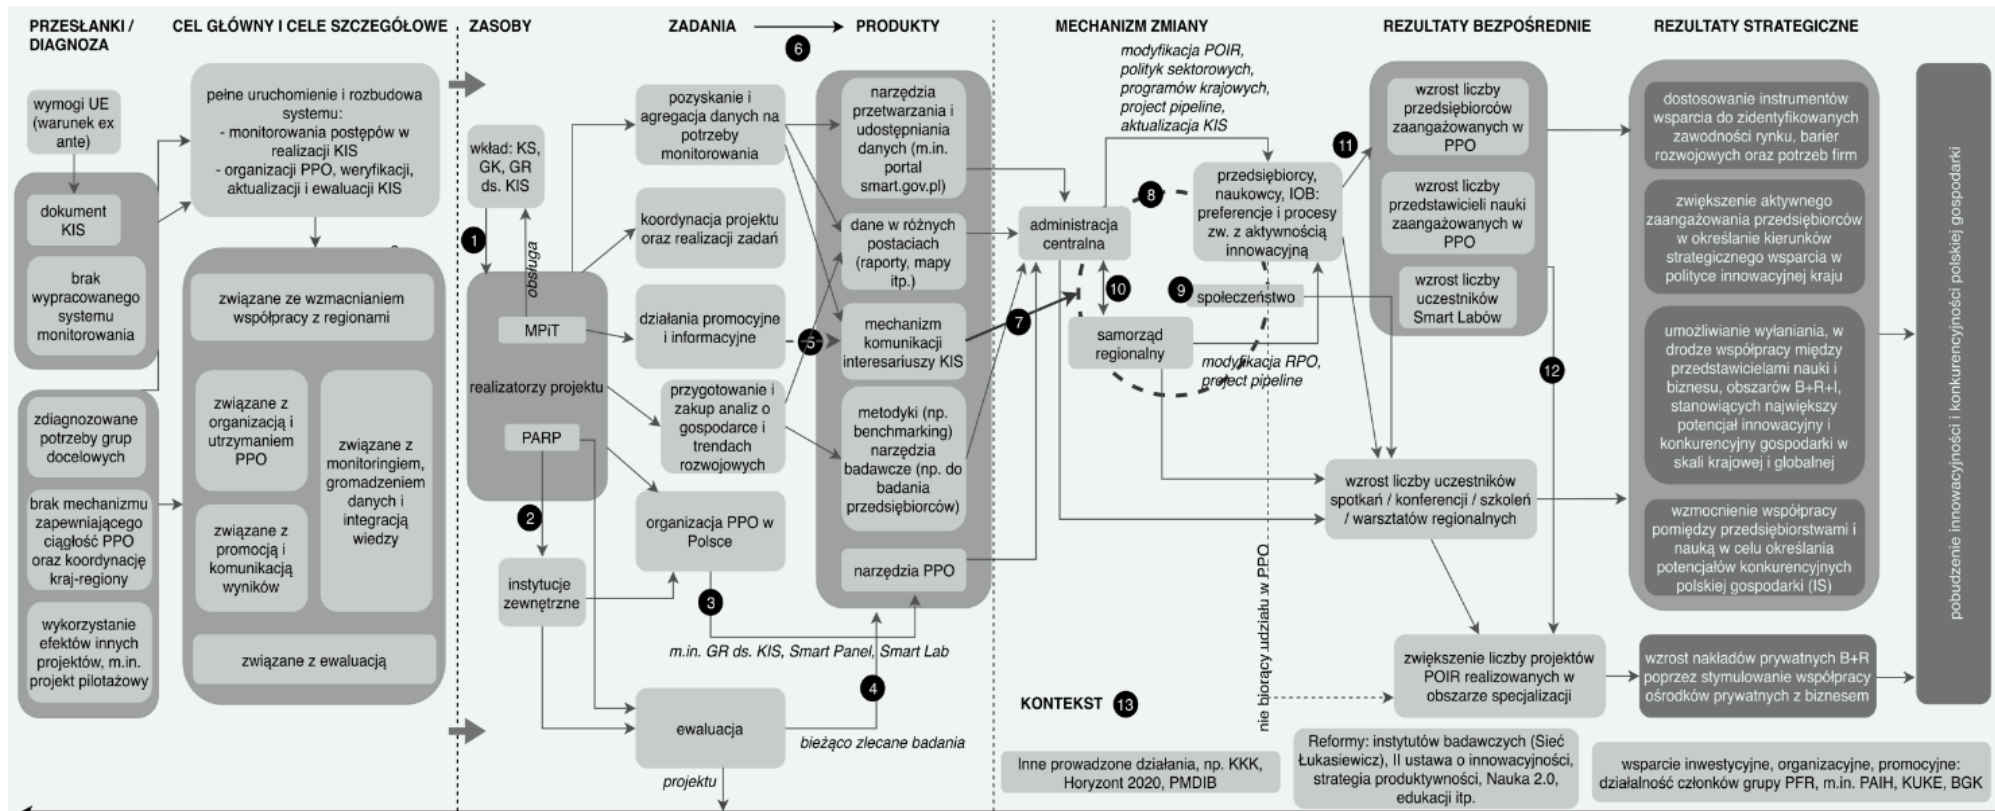 PRZESŁANKI /
DIAGNOZA
CEL GŁÓWNY I CELE SZCZEGÓŁOWE
ZASOBY
ZADANIA
PRODUKTY
6
MECHANIZM ZMIANY
REZULTATY BEZPOŚREDNIE
REZULTATY STRATEGICZNE
wymogi UE
(warunek ex
ante)
dokument
KIS
brak
wypracowanego
systemu
monitorowania
zdiagnozowane
potrzeby grup
docelowych
brak mechanizmu
zapewniającego
ciągłość PPO
oraz koordynację
kraj-regiony
wykorzystanie
efektów innych
projektów, m.in.
projekt pilotażowy
pełne uruchomienie i rozbudowa
systemu:
- monitorowania postępów w
realizacji KIS
- organizacji PPO, weryfikacji,
aktualizacji i ewaluacji KIS
związane ze wzmacnianiem
współpracy z regionami
związane z
organizacją i
utrzymaniem
PPO
związane z
promocją i
komunikacją
wyników
związane z
monitoringiem,
gromadzeniem
danych i
integracją
wiedzy
związane z ewaluacją
wkład: KS,
GK, GR
ds. KIS
1
obsługa
MPiT
realizatorzy projektu
PARP
2
instytucje
zewnętrzne
pozyskanie i
agregacja danych na
potrzeby
monitorowania
koordynacja projektu
oraz realizacji zadań
działania promocyjne
i informacyjne
5
przygotowanie i
zakup analiz o
gospodarce i
trendach
rozwojowych
organizacja PPO w
Polsce
3
m.in. GR ds. KIS, Smart Panel, Smart Lab
4
ewaluacja
bieżąco zlecane badania
projektu
narzędzia
przetwarzania i
udostępniania
danych (m.in.
portal
smart.gov.pl)
dane w różnych
postaciach
(raporty, mapy
itp.)
mechanizm
komunikacji
interesariuszy KIS
metodyki (np.
benchmarking)
narzędzia
badawcze (np. do
badania
przedsiębiorców)
narzędzia PPO
modyfikacja POIR,
polityk sektorowych,
programów krajowych,
project pipeline,
aktualizacja KIS
administracja
centralna
8
przedsiębiorcy,
naukowcy, IOB:
preferencje i procesy
zw. z aktywnością
innowacyjną
7
10
9
społeczeństwo
samorząd
regionalny
modyfikacja RPO,
project pipeline
nie biorący udziału w PPO
11
wzrost liczby
przedsiębiorców
zaangażowanych w
PPO
wzrost liczby
przedstawicieli nauki
zaangażowanych w
PPO
wzrost liczby
uczestników
Smart Labów
12
wzrost liczby uczestników
spotkań / konferencji / szkoleń
/ warsztatów regionalnych
zwiększenie liczby projektów
POIR realizowanych w
obszarze specjalizacji
dostosowanie instrumentów
wsparcia do zidentyfikowanych
zawodności rynku, barier
rozwojowych oraz potrzeb firm
zwiększenie aktywnego
zaangażowania przedsiębiorców
w określanie kierunków
strategicznego wsparcia w
polityce innowacyjnej kraju
umożliwianie wyłaniania, w
drodze współpracy między
przedstawicielami nauki i
biznesu, obszarów B+R+I,
stanowiących największy
potencjał innowacyjny i
konkurencyjny gospodarki w
skali krajowej i globalnej
wzmocnienie współpracy
pomiędzy przedsiębiorstwami i
nauką w celu określania
potencjałów konkurencyjnych
polskiej gospodarki (IS)
wzrost nakładów prywatnych B+R
poprzez stymulowanie współpracy
ośrodków prywatnych z biznesem
pobudzenie innowacyjności i konkurencyjności polskiej gospodarki
KONTEKST 13
Inne prowadzone działania, np. KKK,
Horyzont 2020, PMDIB
Reformy: instytutów badawczych (Sieć
Łukasiewicz), II ustawa o innowacyjności,
strategia produktywności, Nauka 2.0,
edukacji itp.
wsparcie inwestycyjne, organizacyjne, promocyjne:
działalność członków grupy PFR, m.in. PAIH, KUKE, BGK